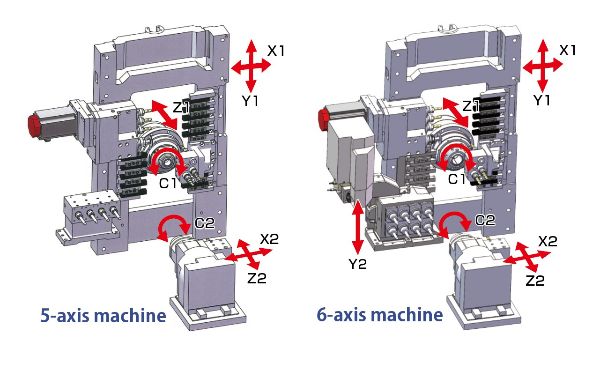 X1
Y1
Z1
C1
C2
X2
Z2
5-axis machine
X1
Y1
Z1
C1
C2
Y2
X2
Z2
6-axis machine